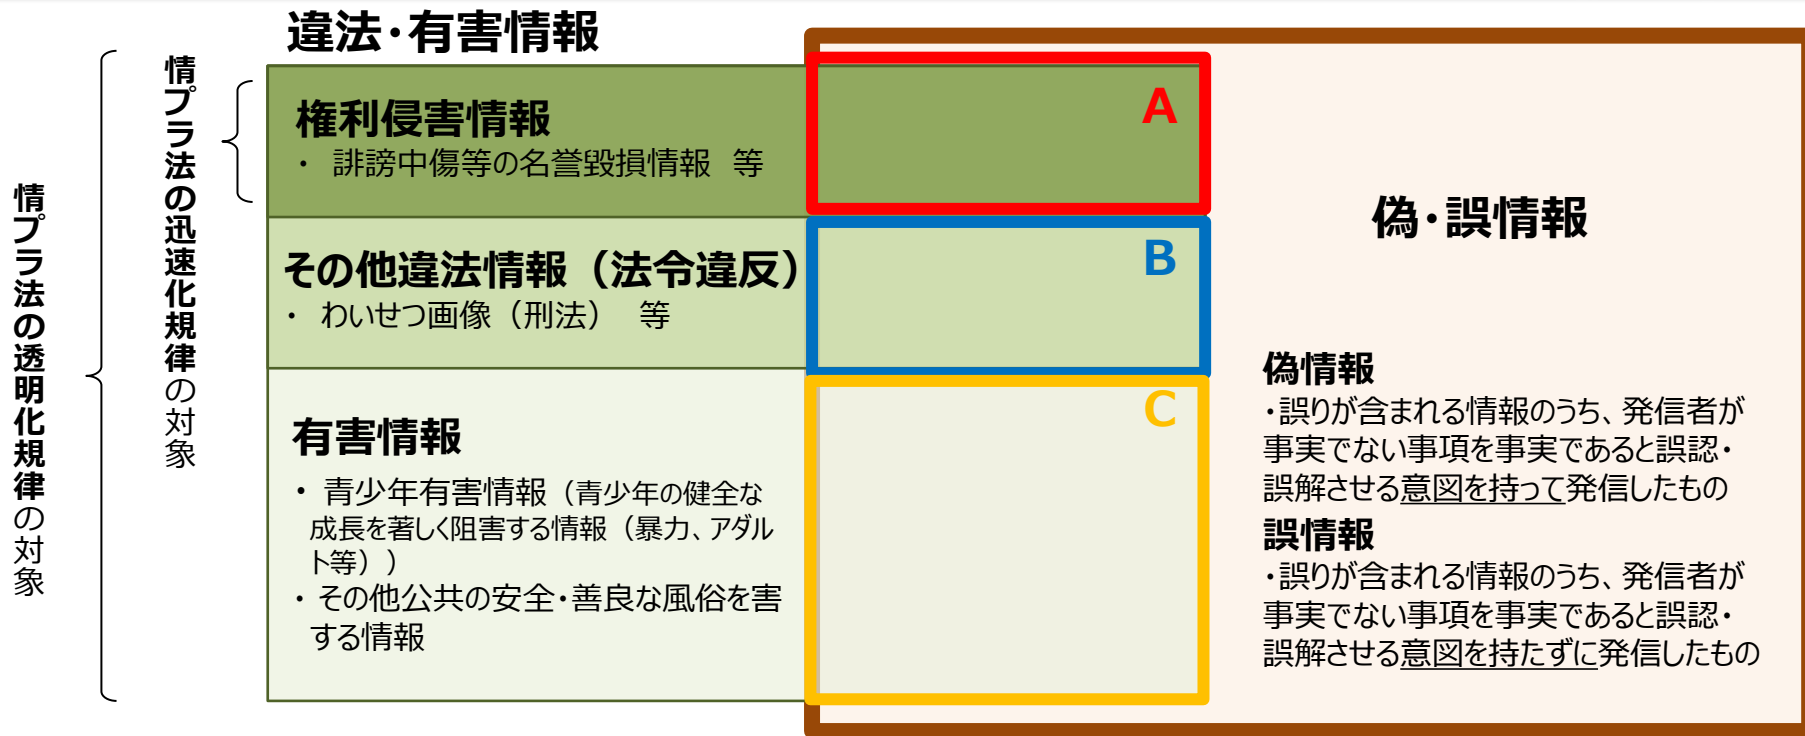 違法・有害情報
情プラ法の透明化規律の対象
情プラ法の迅速化規律の対象
権利侵害情報
・ 誹謗中傷等の名誉毀損情報 等
A
その他違法情報（法令違反）
・ わいせつ画像（刑法） 等
B
有害情報
・ 青少年有害情報（青少年の健全な
成長を著しく阻害する情報（暴力、アダル
ト等））
・ その他公共の安全・善良な風俗を害
する情報
C
偽・誤情報
偽情報
・誤りが含まれる情報のうち、発信者が
事実でない事項を事実であると誤認・
誤解させる意図を持って発信したもの
誤情報
・誤りが含まれる情報のうち、発信者が
事実でない事項を事実であると誤認・
誤解させる意図を持たずに発信したもの